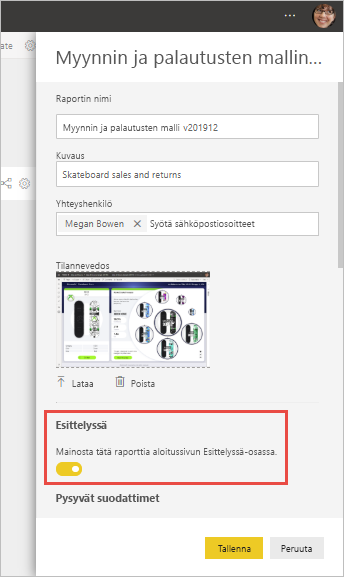 ...
ate
Myynnin ja palautusten mallin...
Raportin nimi
Myynnin ja palautusten malli v201912
Kuvaus
Skateboard sales and returns
Yhteyshenkilö
Megan Bowen × Syötä sähköpostiosoitteet
Tilannevedos
Lataa Poista
Esittelyssä
Mainosta tätä raporttia aloitussivun Esittelyssä-osassa.
Pysyvät suodattimet
Tallenna Peruuta